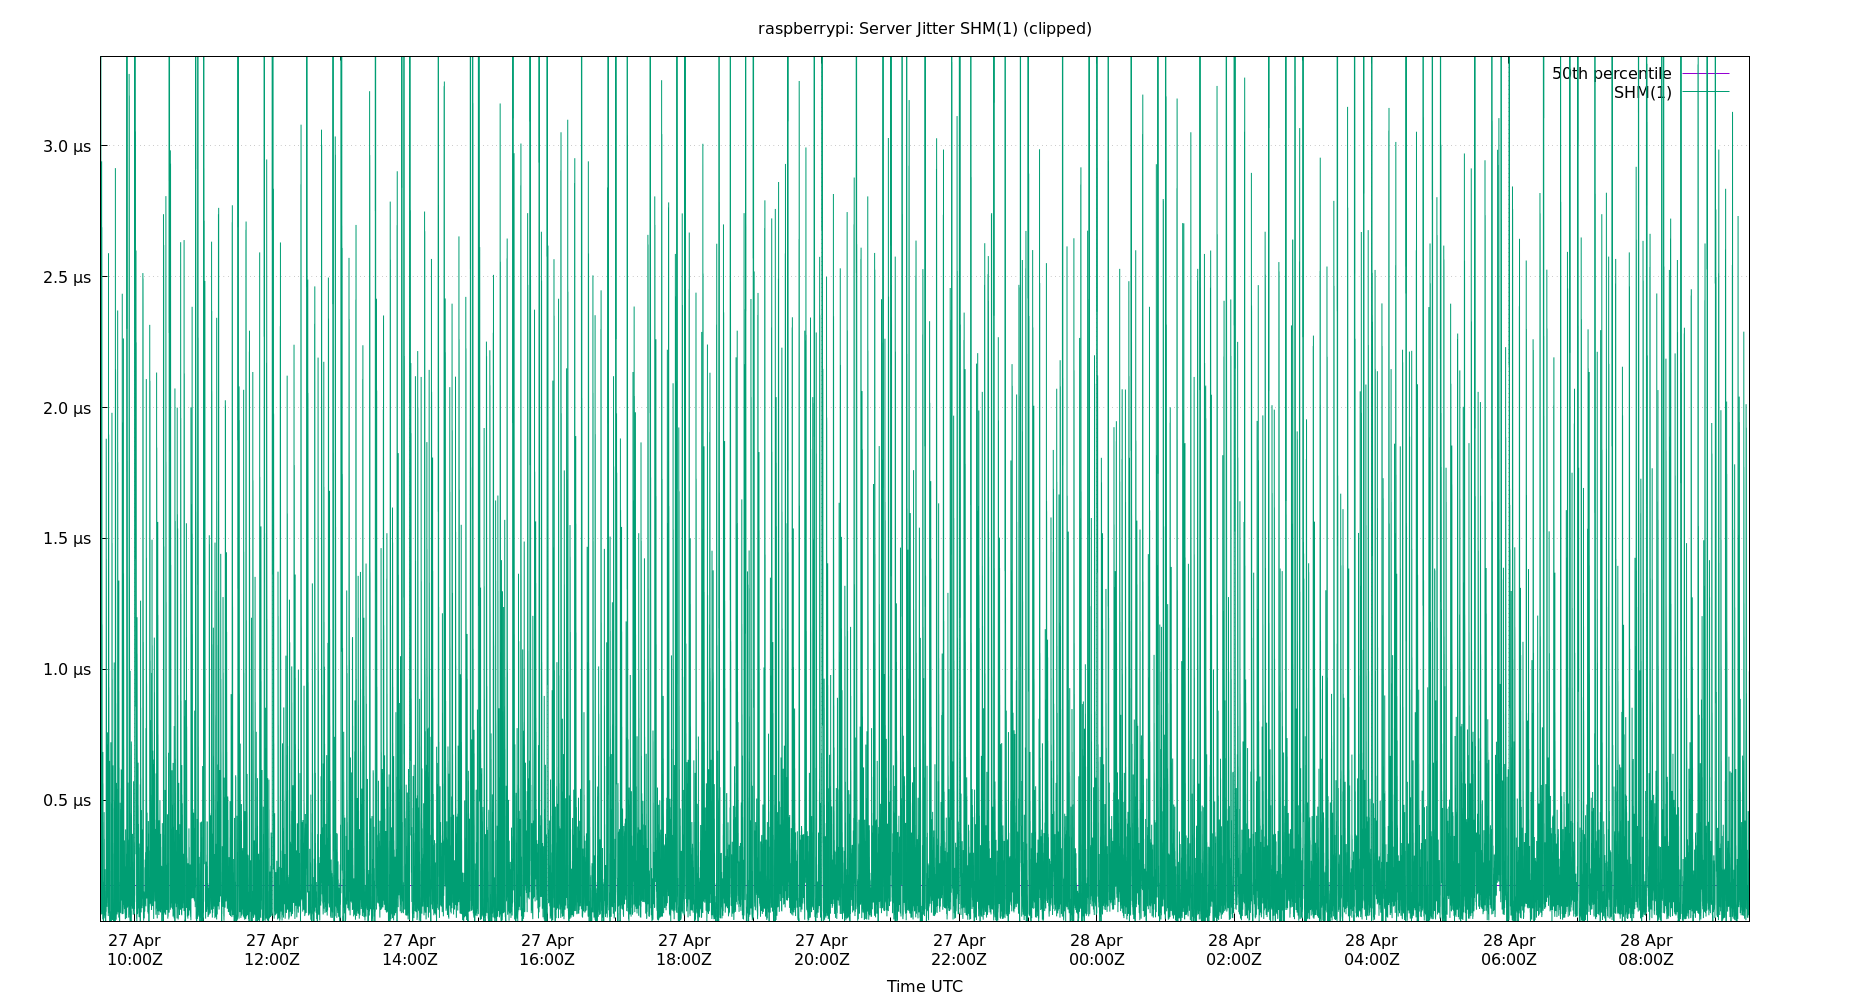 raspberrypi: Server Jitter SHM(1) (clipped)
50th percentile
SHM(1)
3.0 µs
2.5 µs
2.0 µs
1.5 µs
1.0 µs
0.5 µs
27 Apr 27 Apr 27 Apr 27 Apr 27 Apr 27 Apr 27 Apr 28 Apr 28 Apr 28 Apr 28 Apr 28 Apr
10:00Z 12:00Z 14:00Z 16:00Z 18:00Z 20:00Z 22:00Z 00:00Z 02:00Z 04:00Z 06:00Z 08:00Z
Time UTC